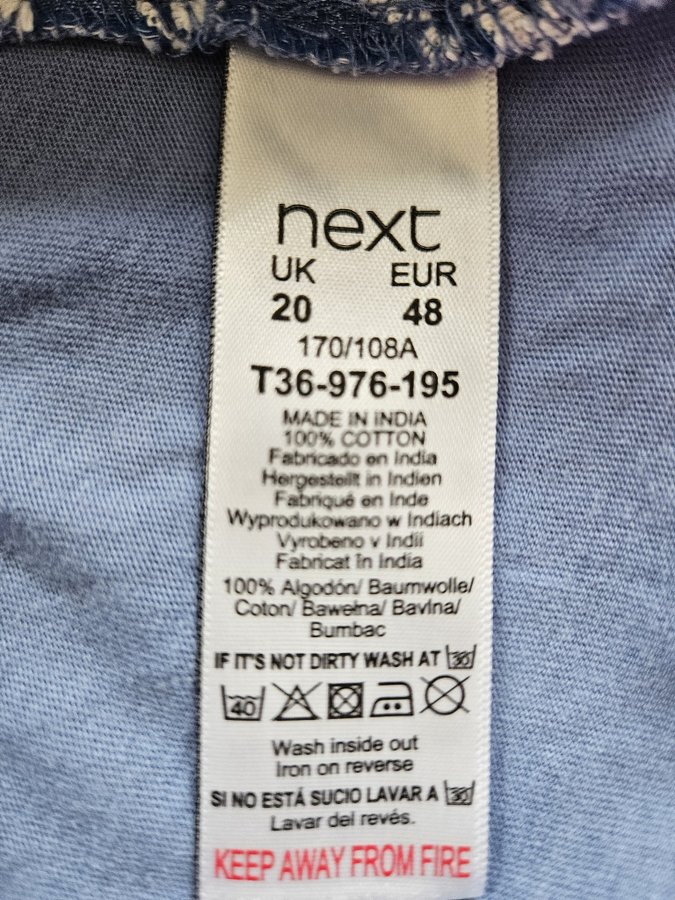 next
UK EUR
20 48
170/108A
T36-976-195
MADE IN INDIA
100% COTTON
Fabricado en India
Hergestellt in Indien
Fabriqué en Inde
Wyprodukowano w Indiach
Vyrobeno v Indii
Fabricat în India
100% Algodón/ Baumwolle/
Coton/ Bawełna/ Bavlna/
Bumbac
IF IT'S NOT DIRTY WASH AT 30
40
Wash inside out
Iron on reverse
SI NO ESTÁ SUCIO LAVAR A 30
Lavar del revés.
KEEP AWAY FROM FIRE